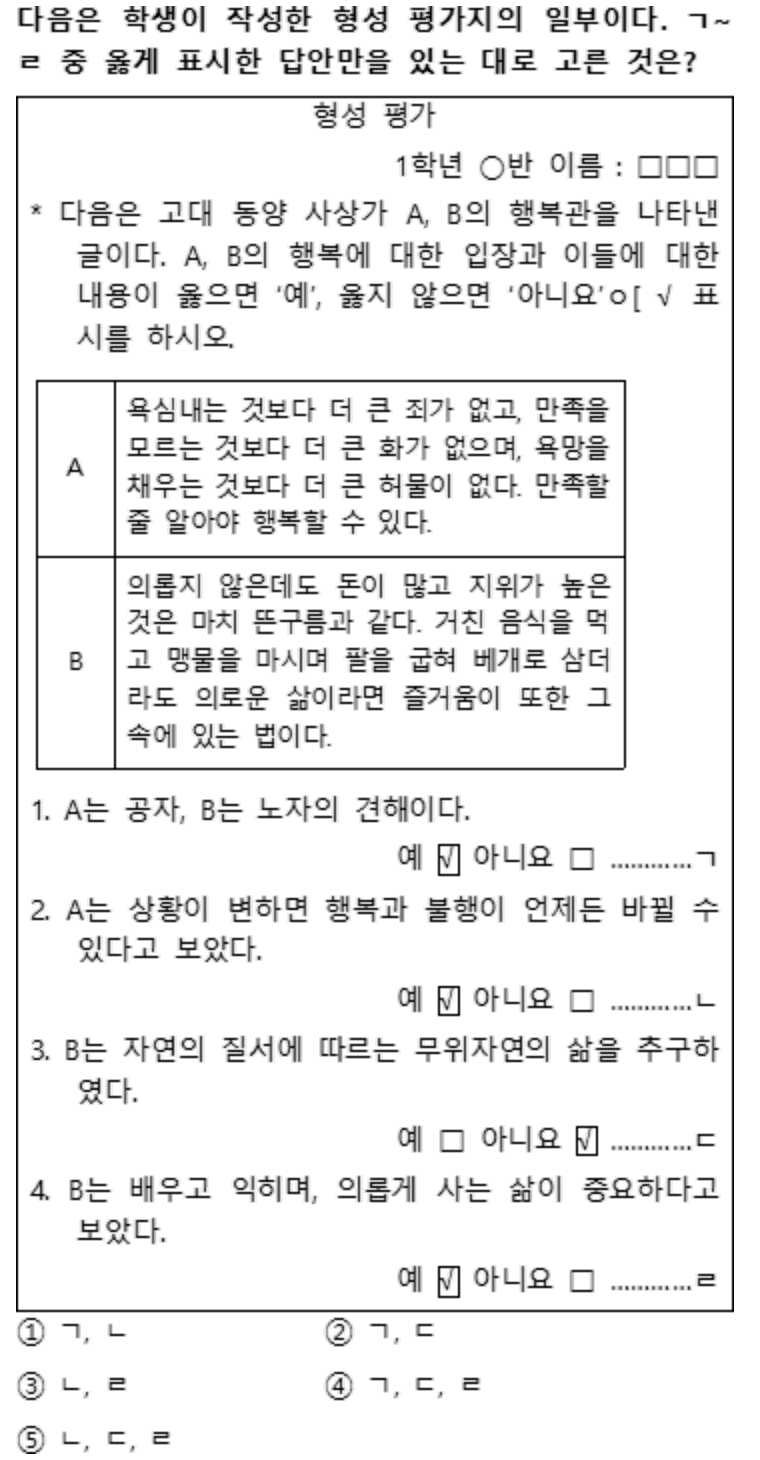 다음은 학생이 작성한 형성 평가지의 일부이다. ㄱ~
ㄹ 중 옳게 표시한 답안만을 있는 대로 고른 것은?
형성 평가
1학년 ○반 이름 : □□□
* 다음은 고대 동양 사상가 A, B의 행복관을 나타낸
글이다. A, B의 행복에 대한 입장과 이들에 대한
내용이 옳으면 ‘예’, 옳지 않으면 ‘아니요’ㅇ[ √ 표
시를 하시오.
A
욕심내는 것보다 더 큰 죄가 없고, 만족을
모르는 것보다 더 큰 화가 없으며, 욕망을
채우는 것보다 더 큰 허물이 없다. 만족할
줄 알아야 행복할 수 있다.
B
의롭지 않은데도 돈이 많고 지위가 높은
것은 마치 뜬구름과 같다. 거친 음식을 먹
고 맹물을 마시며 팔을 굽혀 베개로 삼더
라도 의로운 삶이라면 즐거움이 또한 그
속에 있는 법이다.
1. A는 공자, B는 노자의 견해이다.
예 ☑ 아니요 □ ............ㄱ
2. A는 상황이 변하면 행복과 불행이 언제든 바뀔 수
있다고 보았다.
예 ☑ 아니요 □ ............ㄴ
3. B는 자연의 질서에 따르는 무위자연의 삶을 추구하
였다.
예 □ 아니요 ☑ ............ㄷ
4. B는 배우고 익히며, 의롭게 사는 삶이 중요하다고
보았다.
예 ☑ 아니요 □ ............ㄹ
① ㄱ, ㄴ ② ㄱ, ㄷ
③ ㄴ, ㄹ ④ ㄱ, ㄷ, ㄹ
⑤ ㄴ, ㄷ, ㄹ